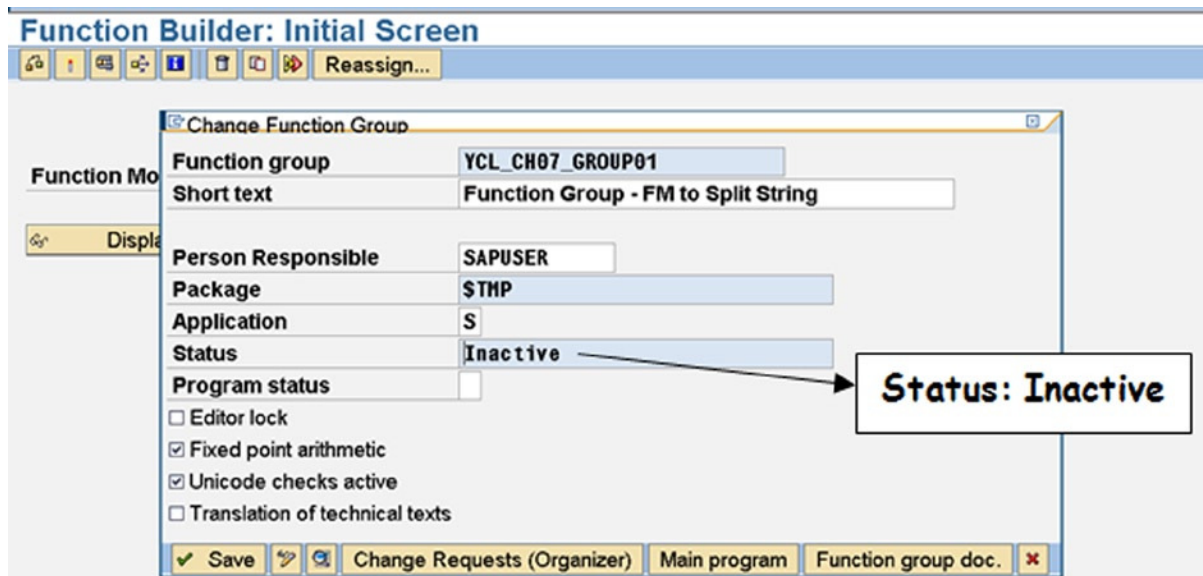 Function Builder: Initial Screen
Reassign...
Change Function Group
Function Mo
Function group YCL_CH07_GROUP01
Short text Function Group - FM to Split String
Displa
Person Responsible SAPUSER
Package $TMP
Application S
Status Inactive
Status: Inactive
Program status
Editor lock
Fixed point arithmetic
Unicode checks active
Translation of technical texts
Save Change Requests (Organizer) Main program Function group doc.